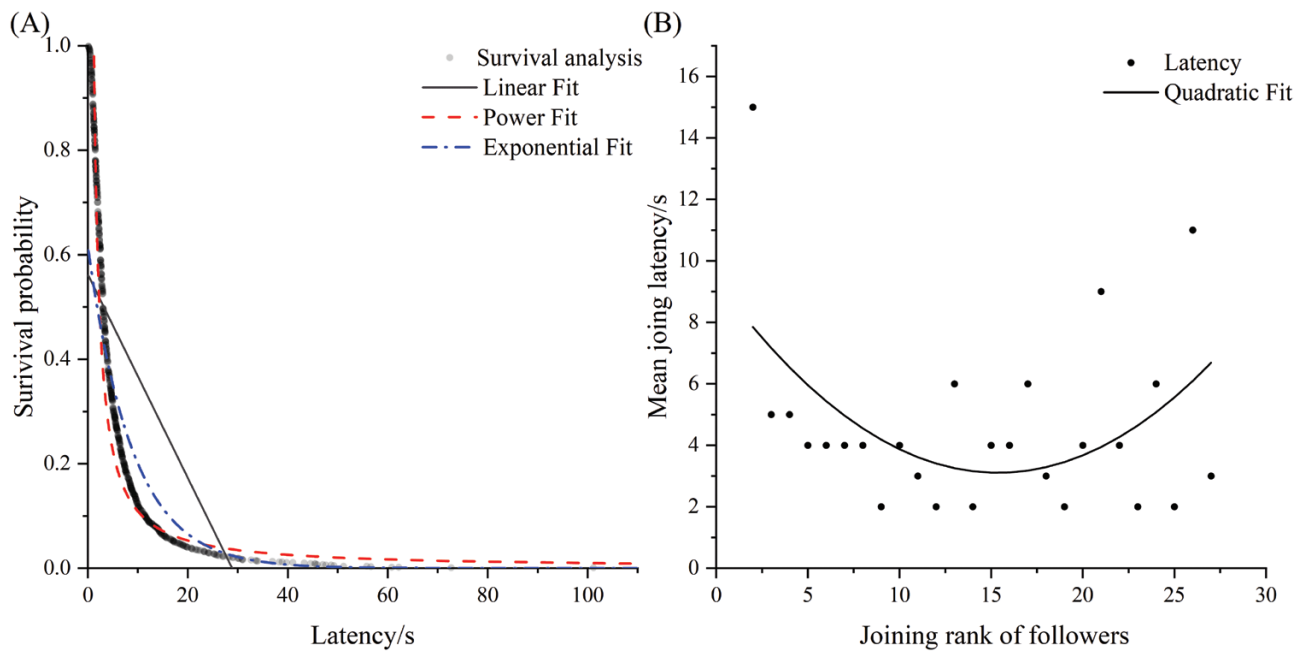 (A)
1.0
0.8
0.6
0.4
0.2
0.0
Surivival probability
0
20
40
60
80
100
Latency/s
Survival analysis
Linear Fit
Power Fit
Exponential Fit
(B)
16
14
12
10
8
6
4
2
0
Mean joing latency/s
0
5
10
15
20
25
30
Joining rank of followers
Latency
Quadratic Fit